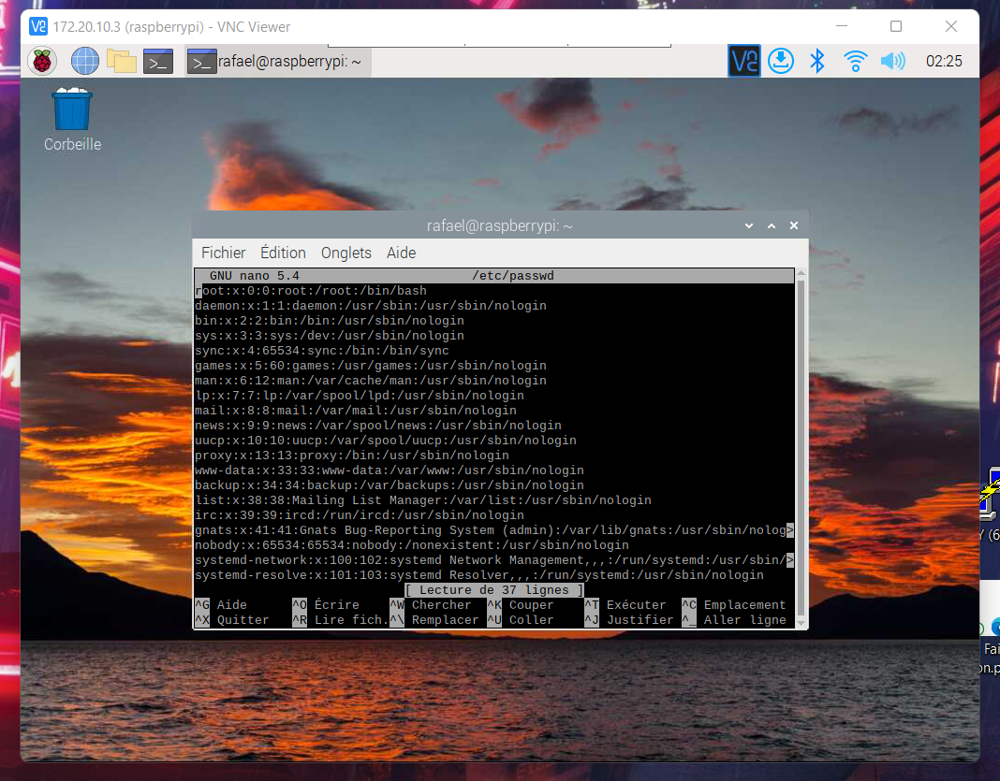 172.20.10.3 (raspberrypi) - VNC Viewer
rafael@raspberrypi: ~
02:25
Corbeille
rafael@raspberrypi: ~
Fichier Édition Onglets Aide
GNU nano 5.4 /etc/passwd
root:x:0:0:root:/root:/bin/bash
daemon:x:1:1:daemon:/usr/sbin:/usr/sbin/nologin
bin:x:2:2:bin:/bin:/usr/sbin/nologin
sys:x:3:3:sys:/dev:/usr/sbin/nologin
sync:x:4:65534:sync:/bin:/bin/sync
games:x:5:60:games:/usr/games:/usr/sbin/nologin
man:x:6:12:man:/var/cache/man:/usr/sbin/nologin
lp:x:7:7:lp:/var/spool/lpd:/usr/sbin/nologin
mail:x:8:8:mail:/var/mail:/usr/sbin/nologin
news:x:9:9:news:/var/spool/news:/usr/sbin/nologin
uucp:x:10:10:uucp:/var/spool/uucp:/usr/sbin/nologin
proxy:x:13:13:proxy:/bin:/usr/sbin/nologin
www-data:x:33:33:www-data:/var/www:/usr/sbin/nologin
backup:x:34:34:backup:/var/backups:/usr/sbin/nologin
list:x:38:38:Mailing List Manager:/var/list:/usr/sbin/nologin
irc:x:39:39:ircd:/run/ircd:/usr/sbin/nologin
gnats:x:41:41:Gnats Bug-Reporting System (admin):/var/lib/gnats:/usr/sbin/nolog>
nobody:x:65534:65534:nobody:/nonexistent:/usr/sbin/nologin
systemd-network:x:100:102:systemd Network Management,,,:/run/systemd:/usr/sbin/>
systemd-resolve:x:101:103:systemd Resolver,,,:/run/systemd:/usr/sbin/nologin
[ Lecture de 37 lignes ]
^G Aide ^O Écrire ^W Chercher ^K Couper ^T Exécuter ^C Emplacement
^X Quitter ^R Lire fich. ^\ Remplacer ^U Coller ^J Justifier ^_ Aller ligne
Y (6
Fai
on.p